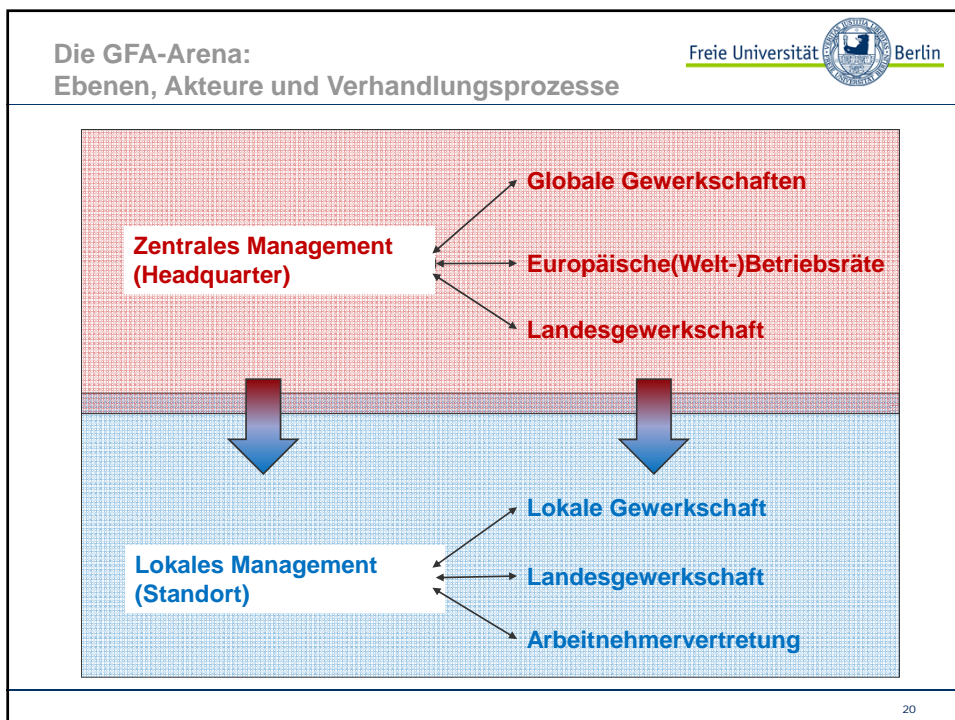 Die GFA-Arena:
Ebenen, Akteure und Verhandlungsprozesse
Freie Universität Berlin
Globale Gewerkschaften
Zentrales Management
(Headquarter)
Europäische(Welt-)Betriebsräte
Landesgewerkschaft
Lokale Gewerkschaft
Lokales Management
(Standort)
Landesgewerkschaft
Arbeitnehmervertretung
20